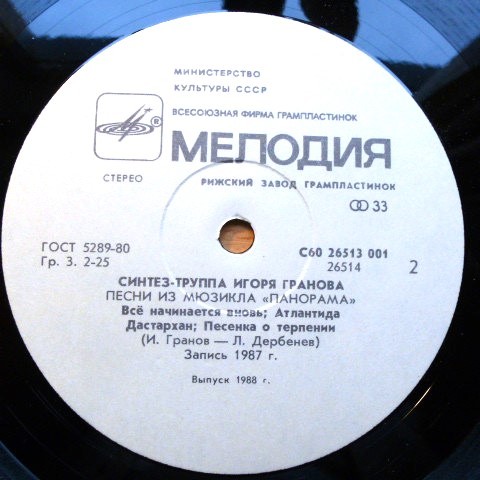 МИНИСТЕРСТВО
КУЛЬТУРЫ СССР
ВСЕСОЮЗНАЯ ФИРМА ГРАМПЛАСТИНОК
®
МЕЛОДИЯ
СТЕРЕО
РИЖСКИЙ ЗАВОД ГРАМПЛАСТИНОК
33
ГОСТ 5289-80
Гр. 3. 2-25
С60 26513 001
26514
2
СИНТЕЗ-ТРУППА ИГОРЯ ГРАНОВА
ПЕСНИ ИЗ МЮЗИКЛА «ПАНОРАМА»
Всё начинается вновь; Атлантида
Дастархан; Песенка о терпении
(И. Гранов — Л. Дербенев)
Запись 1987 г.
Выпуск 1988 г.